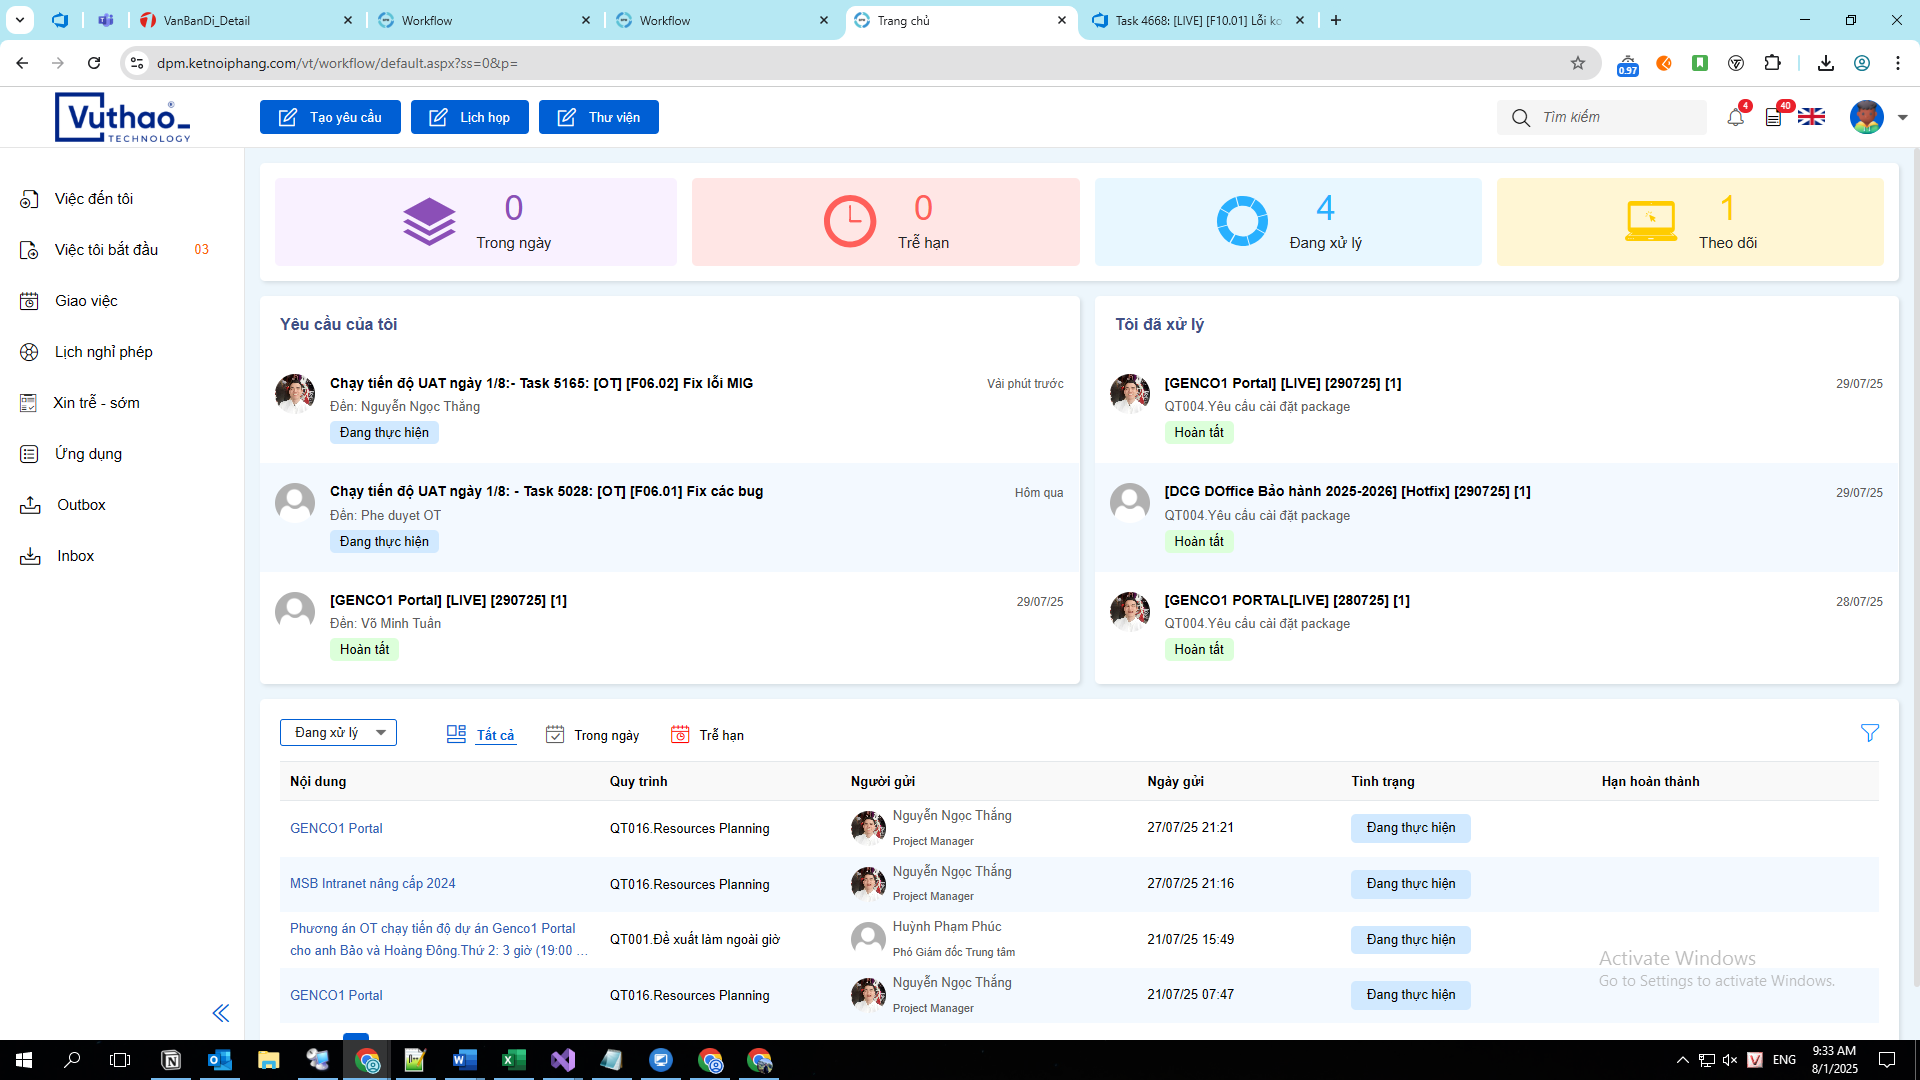 VanBanDi_Detail
Workflow
Workflow
Trang chủ
Task 4668: [LIVE] [F10.01] Lỗi kc
dpm.ketnoiphang.com/vt/workflow/default.aspx?ss=0&p=
0.97
Vuthao®
TECHNOLOGY
Tạo yêu cầu
Lịch họp
Thư viện
Tìm kiếm
4
40
Việc đến tôi
Việc tôi bắt đầu 03
Giao việc
Lịch nghỉ phép
Xin trễ - sớm
Ứng dụng
Outbox
Inbox
0
Trong ngày
0
Trễ hạn
4
Đang xử lý
1
Theo dõi
Yêu cầu của tôi
Chạy tiến độ UAT ngày 1/8:- Task 5165: [OT] [F06.02] Fix lỗi MIG
Vài phút trước
Đến: Nguyễn Ngọc Thắng
Đang thực hiện
Chạy tiến độ UAT ngày 1/8: - Task 5028: [OT] [F06.01] Fix các bug
Hôm qua
Đến: Phe duyet OT
Đang thực hiện
[GENCO1 Portal] [LIVE] [290725] [1]
29/07/25
Đến: Võ Minh Tuấn
Hoàn tất
Tôi đã xử lý
[GENCO1 Portal] [LIVE] [290725] [1]
29/07/25
QT004.Yêu cầu cài đặt package
Hoàn tất
[DCG DOffice Bảo hành 2025-2026] [Hotfix] [290725] [1]
29/07/25
QT004.Yêu cầu cài đặt package
Hoàn tất
[GENCO1 PORTAL[LIVE] [280725] [1]
28/07/25
QT004.Yêu cầu cài đặt package
Hoàn tất
Đang xử lý
Tất cả
Trong ngày
Trễ hạn
Nội dung Quy trình Người gửi Ngày gửi Tình trạng Hạn hoàn thành
GENCO1 Portal QT016.Resources Planning Nguyễn Ngọc Thắng 27/07/25 21:21 Đang thực hiện
Project Manager
MSB Intranet nâng cấp 2024 QT016.Resources Planning Nguyễn Ngọc Thắng 27/07/25 21:16 Đang thực hiện
Project Manager
Phương án OT chạy tiến độ dự án Genco1 Portal
cho anh Bảo và Hoàng Đông.Thứ 2: 3 giờ (19:00 ...
QT001.Đề xuất làm ngoài giờ Huỳnh Phạm Phúc 21/07/25 15:49 Đang thực hiện
Phó Giám đốc Trung tâm
GENCO1 Portal QT016.Resources Planning Nguyễn Ngọc Thắng 21/07/25 07:47 Đang thực hiện
Project Manager
Activate Windows
Go to Settings to activate Windows.
ENG
9:33 AM
8/1/2025